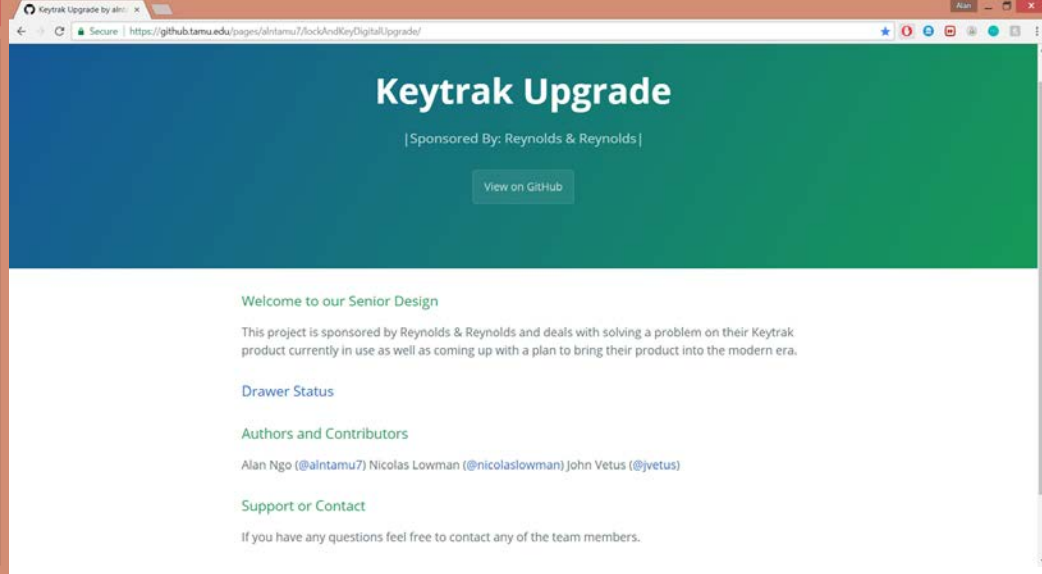 Keytrak Upgrade by alnt
Alan
Secure | https://github.tamu.edu/pages/alntamu7/lockAndKeyDigitalUpgrade/
Keytrak Upgrade
|Sponsored By: Reynolds & Reynolds|
View on GitHub
Welcome to our Senior Design
This project is sponsored by Reynolds & Reynolds and deals with solving a problem on their Keytrak
product currently in use as well as coming up with a plan to bring their product into the modern era.
Drawer Status
Authors and Contributors
Alan Ngo (@alntamu7) Nicolas Lowman (@nicolaslowman) John Vetus (@jvetus)
Support or Contact
If you have any questions feel free to contact any of the team members.